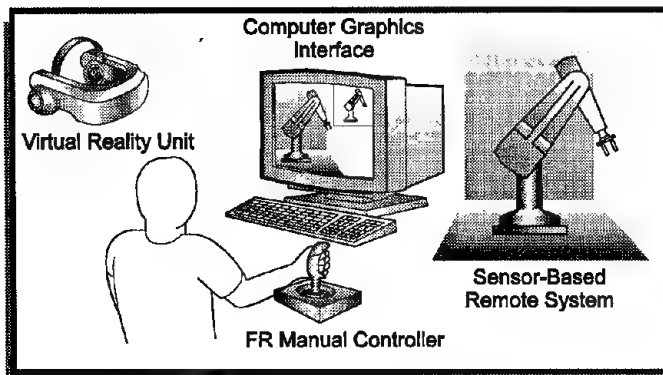 Computer Graphics
Interface
Virtual Reality Unit
Sensor-Based
Remote System
FR Manual Controller